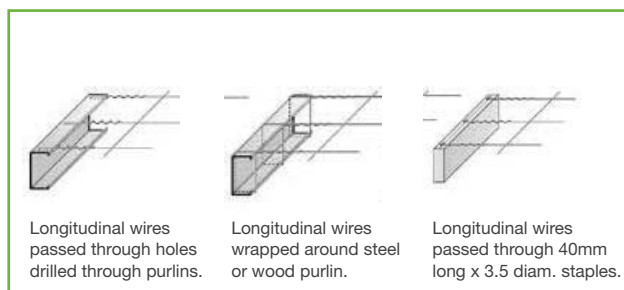 Longitudinal wires
passed through holes
drilled through purlins.
Longitudinal wires
wrapped around steel
or wood purlin.
Longitudinal wires
passed through 40mm
long x 3.5 diam. staples.